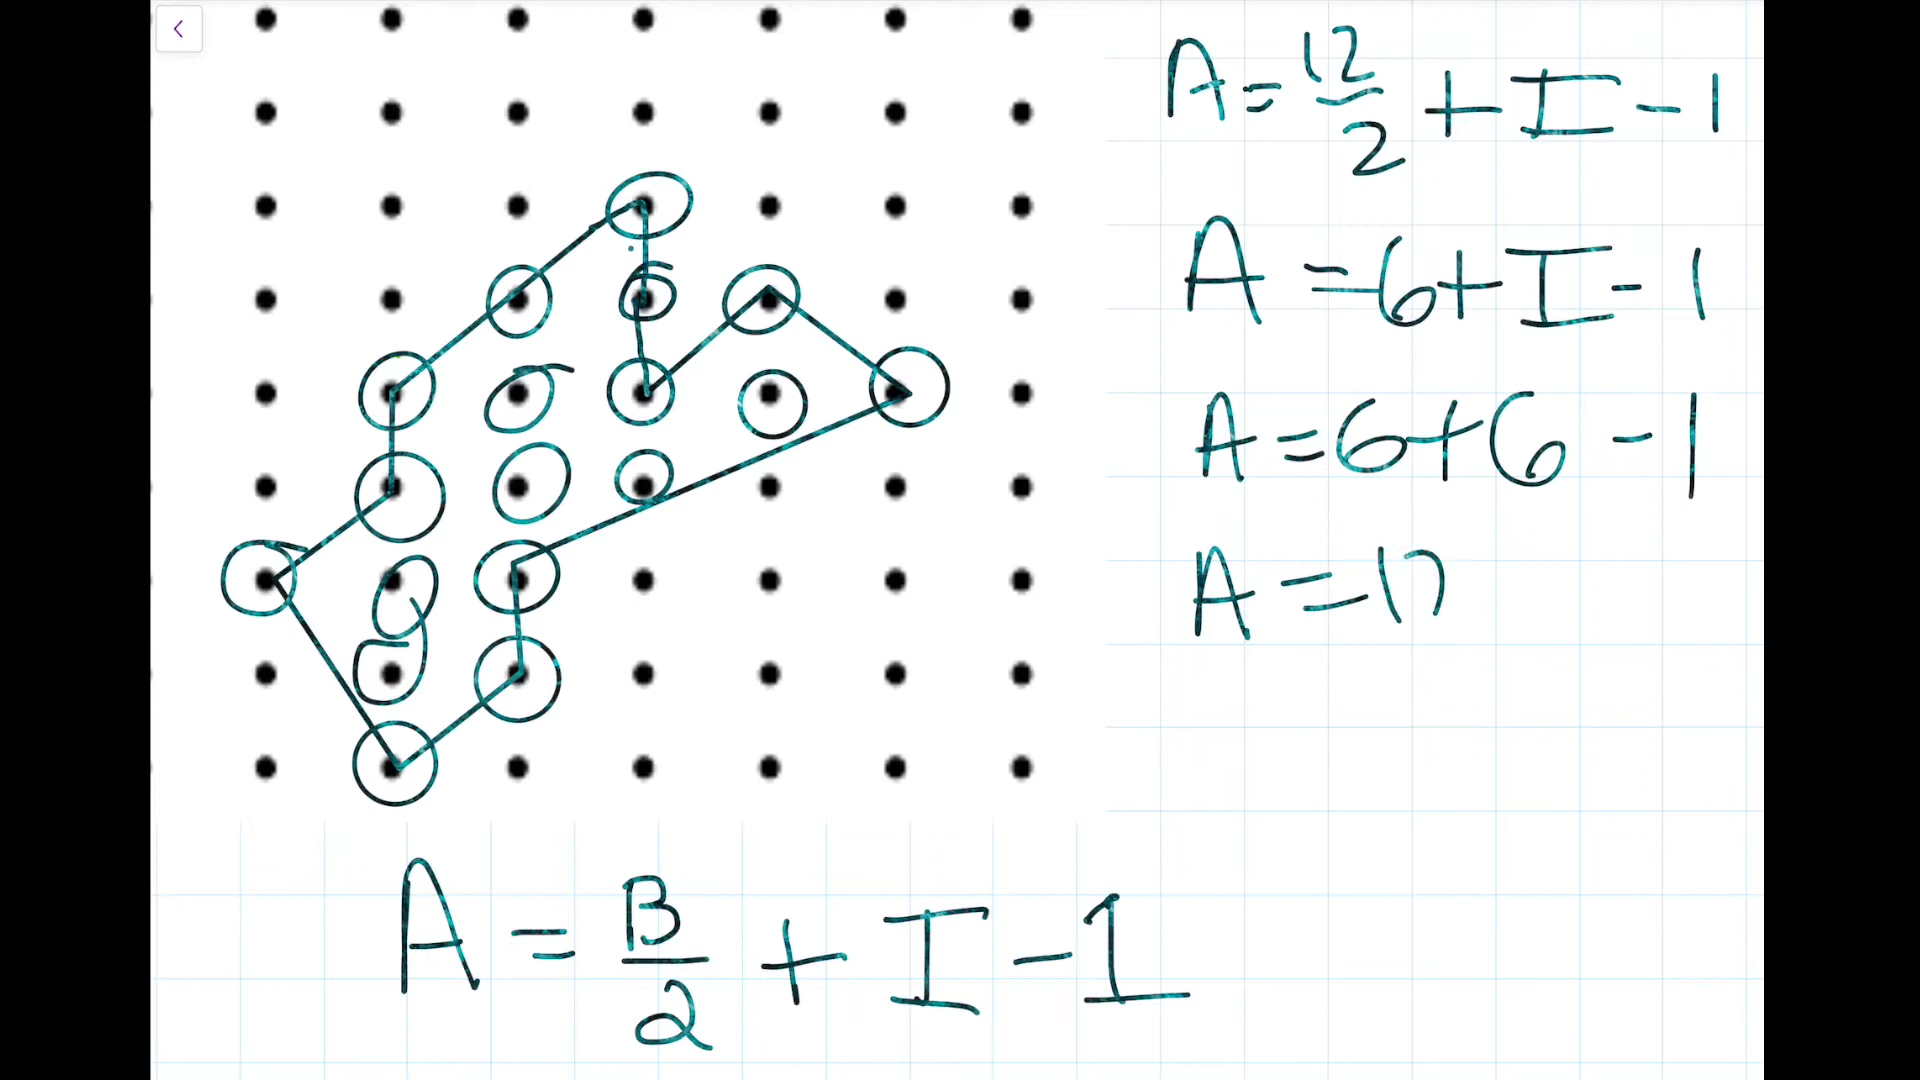 A = 12/2 + I - 1
A = 6 + I - 1
A = 6 + 6 - 1
A = 17
A = B/2 + I - 1